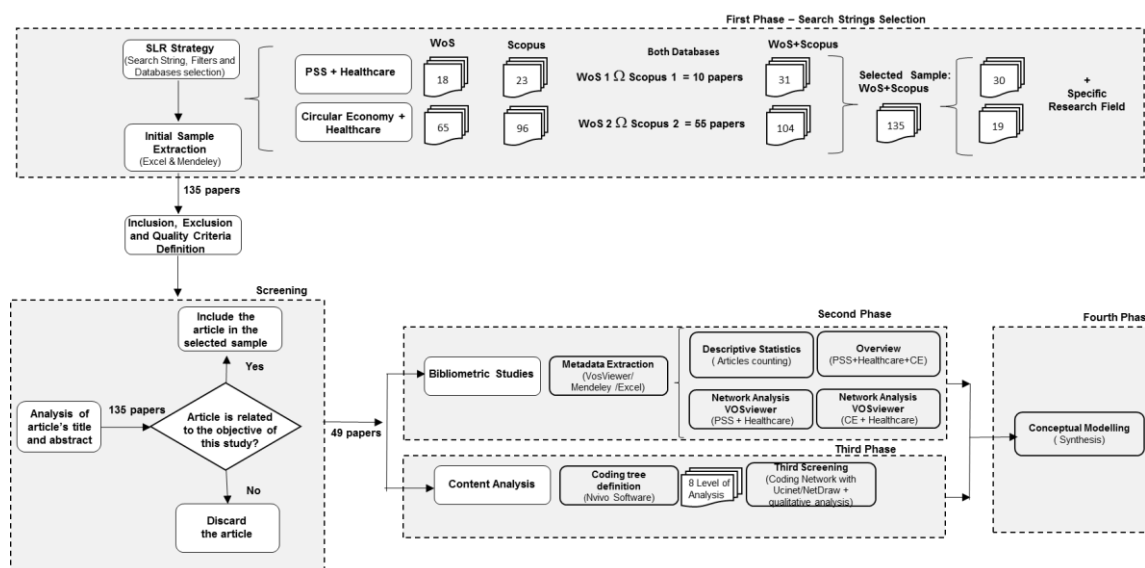 First Phase – Search Strings Selection
SLR Strategy
(Search String, Filters and
Databases selection)
Initial Sample
Extraction
(Excel & Mendeley)
PSS + Healthcare
Circular Economy +
Healthcare
WoS
18
65
Scopus
23
96
Both Databases
WoS 1 Ω Scopus 1 = 10 papers
WoS 2 Ω Scopus 2 = 55 papers
WoS+Scopus
31
104
Selected Sample:
WoS+Scopus
135
30
19
+
Specific
Research Field
135 papers
Inclusion, Exclusion
and Quality Criteria
Definition
Screening
Include the
article in the
selected sample
Yes
Analysis of
article's title
and abstract
135 papers
Article is
related to the
objective of
this study?
No
Discard
the article
49 papers
Second Phase
Bibliometric Studies
Metadata Extraction
(VosViewer/
Mendeley /Excel)
Descriptive Statistics
( Articles counting)
Overview
(PSS+Healthcare+CE)
Network Analysis
VOSviewer
(PSS + Healthcare)
Network Analysis
VOSviewer
(CE + Healthcare)
Third Phase
Content Analysis
Coding tree
definition
(Nvivo Software)
8 Level of
Analysis
Third Screening
(Coding Network with
Ucinet/NetDraw +
qualitative analysis)
Fourth Phas
Conceptual Modelling
( Synthesis)